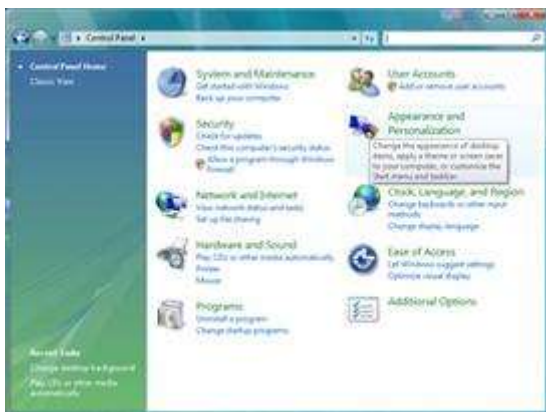 Control Panel
Control Panel Home
Classic View
System and Maintenance
Get started with Windows
Back up your computer
Security
Check for updates
Check this computer's security status
Allow a program through Windows
firewall
Network and Internet
View network status and tasks
Set up file sharing
Hardware and Sound
Play CDs or other media automatically
Printer
Mouse
Programs
Uninstall a program
Change startup programs
User Accounts
Add or remove user accounts
Appearance and
Personalization
Change the appearance of desktop
items, apply a theme or screen saver
to your computer, or customize the
Start menu and taskbar.
Clock, Language, and Region
Change keyboards or other input
methods
Change display language
Ease of Access
Let Windows suggest settings
Optimize visual display
Additional Options
Recent Tasks
Change desktop background
Play CDs or other media
automatically